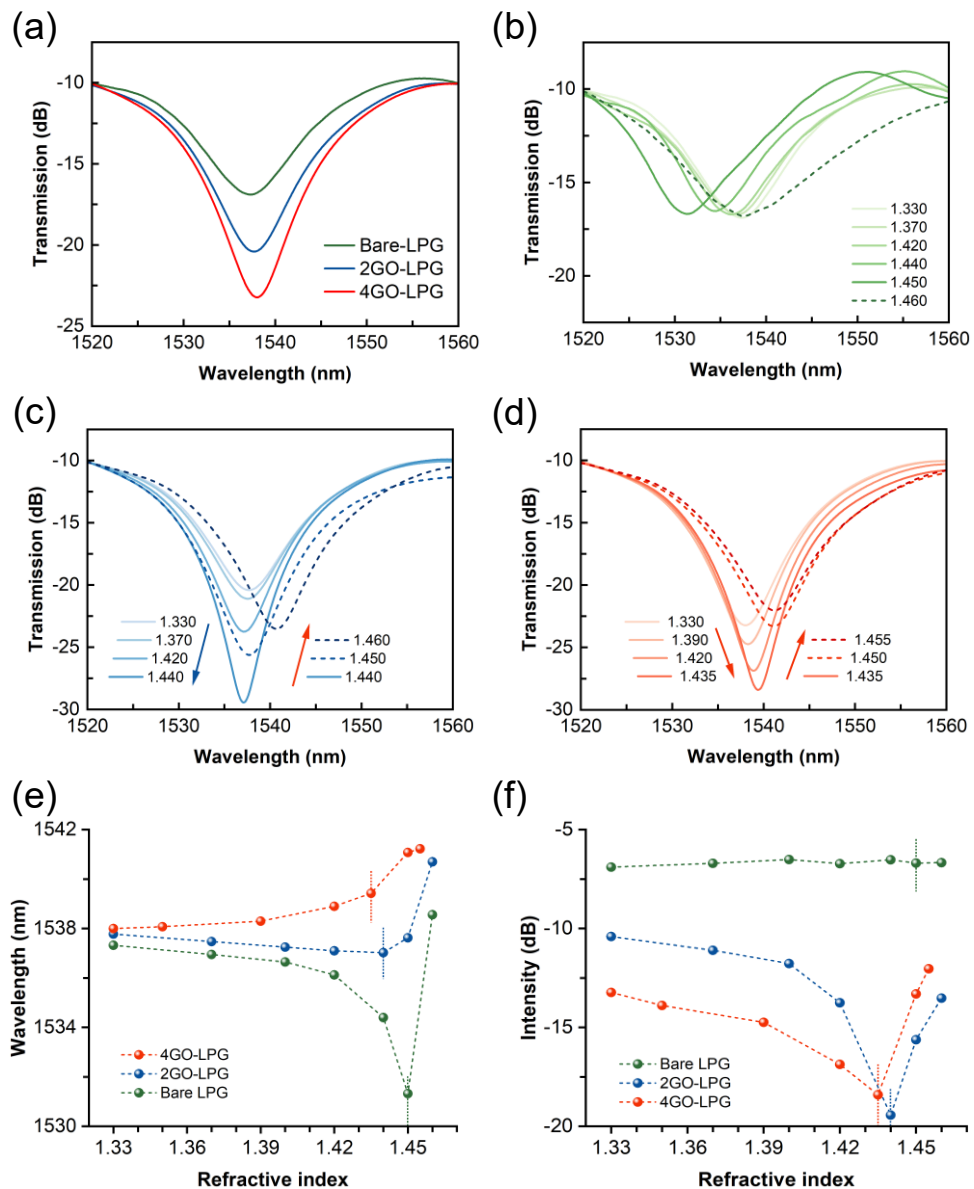 (a)
-10
-15
-20
-25
Transmission (dB)
Bare-LPG
2GO-LPG
4GO-LPG
1520 1530 1540 1550 1560
Wavelength (nm)
(b)
-10
-15
-20
Transmission (dB)
1.330
1.370
1.420
1.440
1.450
1.460
1520 1530 1540 1550 1560
Wavelength (nm)
(c)
-10
-15
-20
-25
-30
Transmission (dB)
1.330
1.370
1.420
1.440
1.460
1.450
1.440
1520 1530 1540 1550 1560
Wavelength (nm)
(d)
-10
-15
-20
-25
-30
Transmission (dB)
1.330
1.390
1.420
1.435
1.455
1.450
1.435
1520 1530 1540 1550 1560
Wavelength (nm)
(e)
1542
1538
1534
1530
Wavelength (nm)
4GO-LPG
2GO-LPG
Bare LPG
1.33 1.36 1.39 1.42 1.45
Refractive index
(f)
-5
-10
-15
-20
Intensity (dB)
Bare LPG
2GO-LPG
4GO-LPG
1.33 1.36 1.39 1.42 1.45
Refractive index